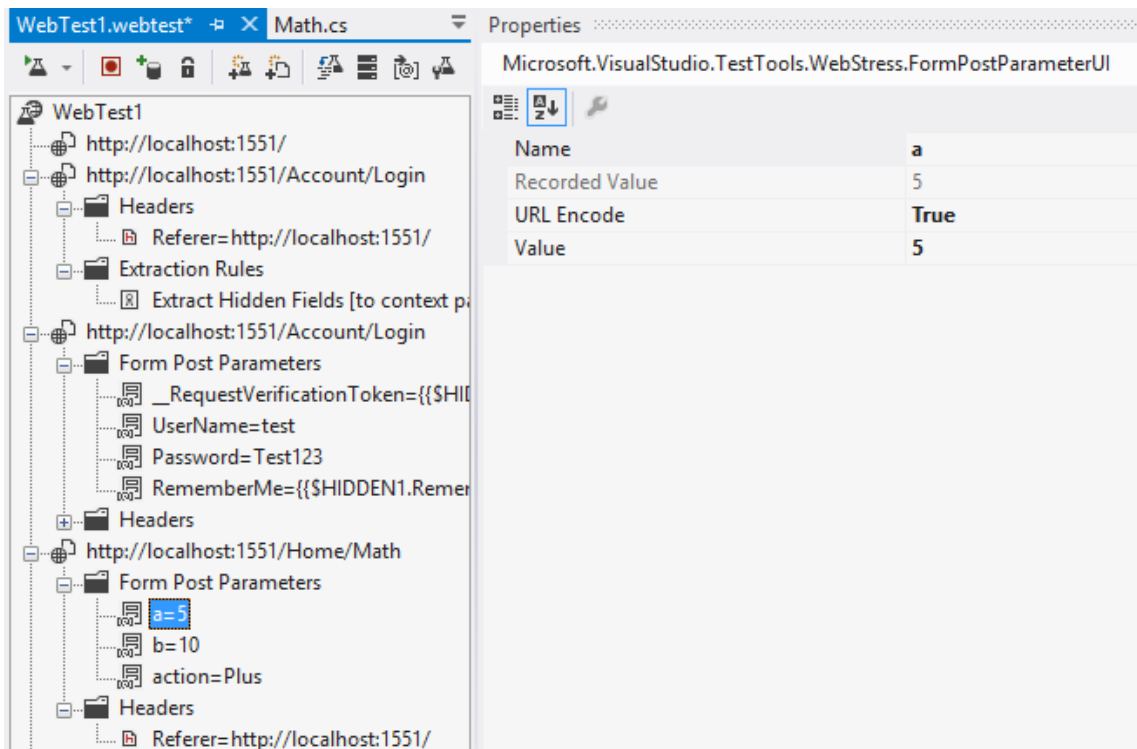 WebTest1.webtest* Math.cs
WebTest1
http://localhost:1551/
http://localhost:1551/Account/Login
Headers
Referer=http://localhost:1551/
Extraction Rules
Extract Hidden Fields [to context pa
http://localhost:1551/Account/Login
Form Post Parameters
__RequestVerificationToken={{$HID
UserName=test
Password=Test123
RememberMe={{$HIDDEN1.Remer
Headers
http://localhost:1551/Home/Math
Form Post Parameters
a=5
b=10
action=Plus
Headers
Referer=http://localhost:1551/
Properties
Microsoft.VisualStudio.TestTools.WebStress.FormPostParameterUI
Name a
Recorded Value 5
URL Encode True
Value 5